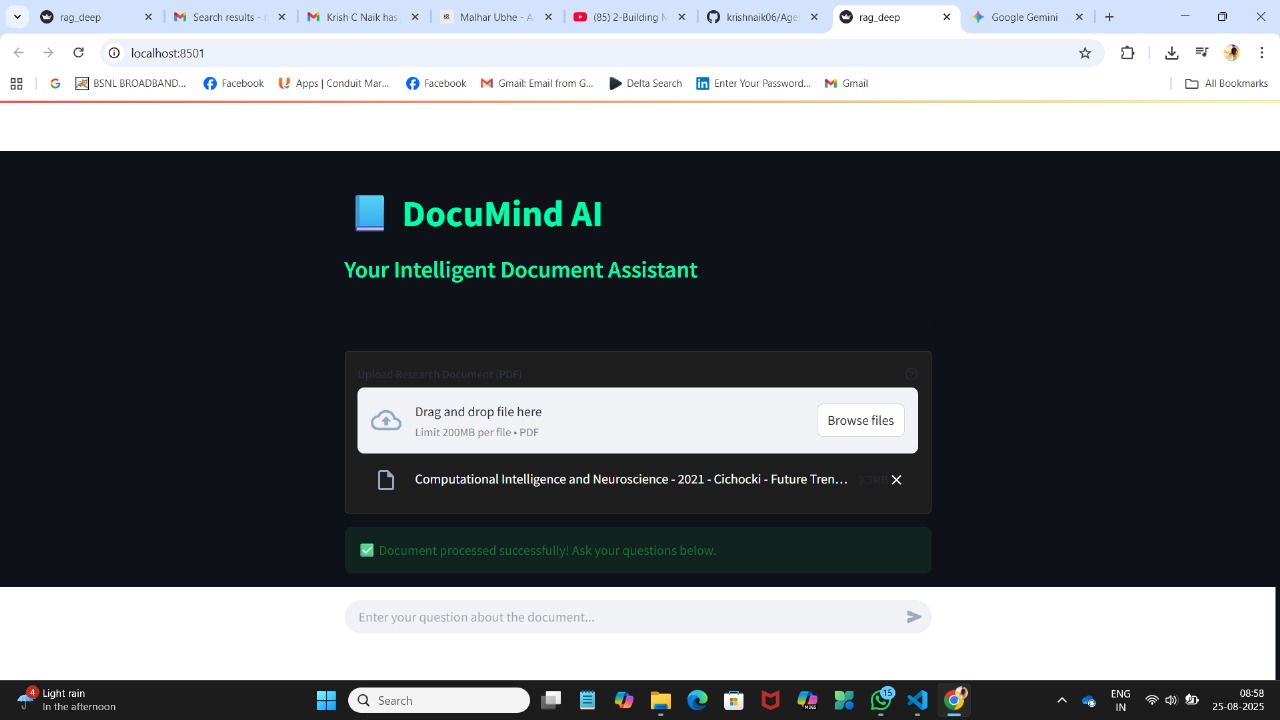 rag_deep
Search results - r
Krish C Naik has
Malhar Ubhe - A
(85) 2-Building M
krishnaik06/Age
rag_deep
Google Gemini
localhost:8501
BSNL BROADBAND...
Facebook
Apps | Conduit Mar...
Facebook
Gmail: Email from G...
Delta Search
Enter Your Password...
Gmail
All Bookmarks
DocuMind AI
Your Intelligent Document Assistant
Upload Research Document (PDF)
Drag and drop file here
Limit 200MB per file • PDF
Browse files
Computational Intelligence and Neuroscience - 2021 - Cichocki - Future Tren...
Document processed successfully! Ask your questions below.
Enter your question about the document...
4
Light rain
In the afternoon
Search
15
ENG
IN
08:58
25-08-2025